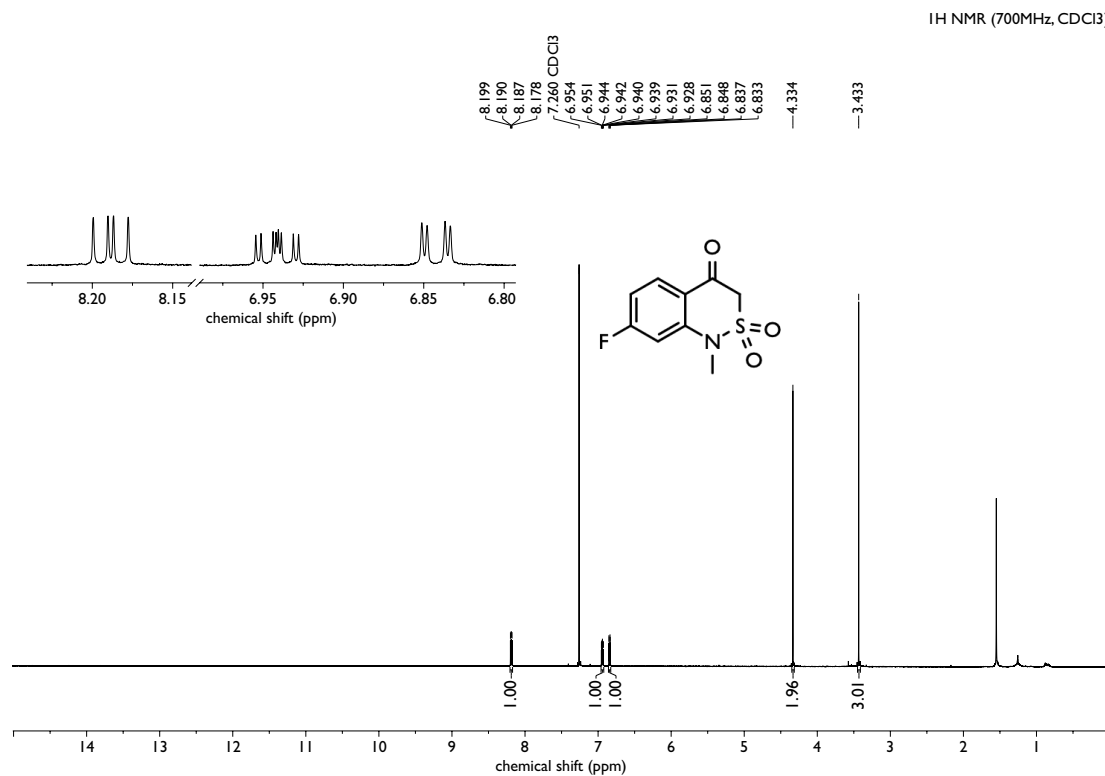 1H NMR (700MHz, CDCl3)
8.199
8.190
8.187
8.178
7.260 CDCl3
6.954
6.951
6.944
6.942
6.940
6.939
6.931
6.928
6.851
6.848
6.837
6.833
4.334
3.433
8.20 8.15 6.95 6.90 6.85 6.80
chemical shift (ppm)
O
F
N
S
O
O
1.00
1.00
1.00
1.96
3.01
14 13 12 11 10 9 8 7 6 5 4 3 2 1
chemical shift (ppm)